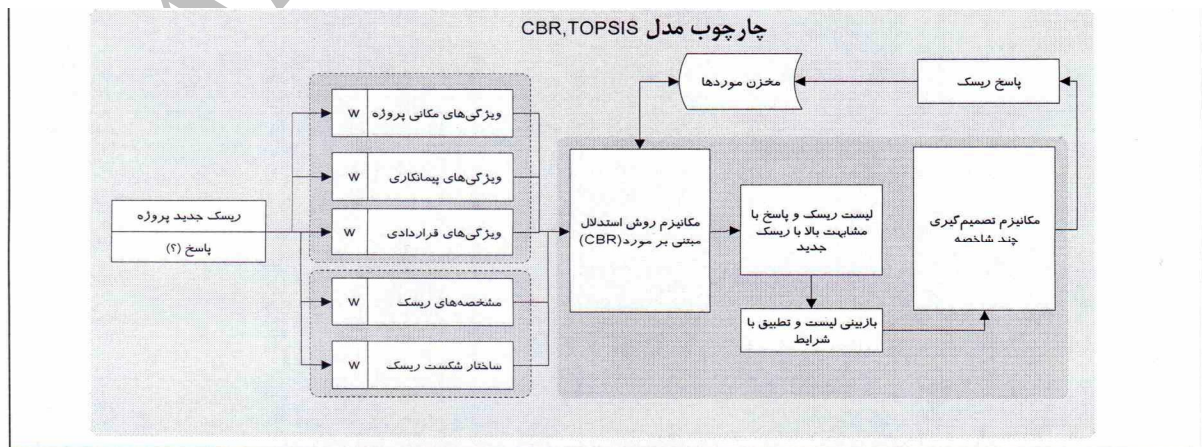 چارچوب مدل CBR,TOPSIS
ریسک جدید پروژه
پاسخ (؟)
ویژگی‌های مکانی پروژه
W
ویژگی‌های پیمانکاری
W
ویژگی‌های قراردادی
W
مشخصه‌های ریسک
W
ساختار شکست ریسک
W
مکانیزم روش استدلال
مبتنی بر مورد(CBR)
مخزن موردها
پاسخ ریسک
لیست ریسک و پاسخ با
مشابهت بالا با ریسک
جدید
بازبینی لیست و تطبیق با
شرایط
مکانیزم تصمیم‌گیری
چند شاخصه